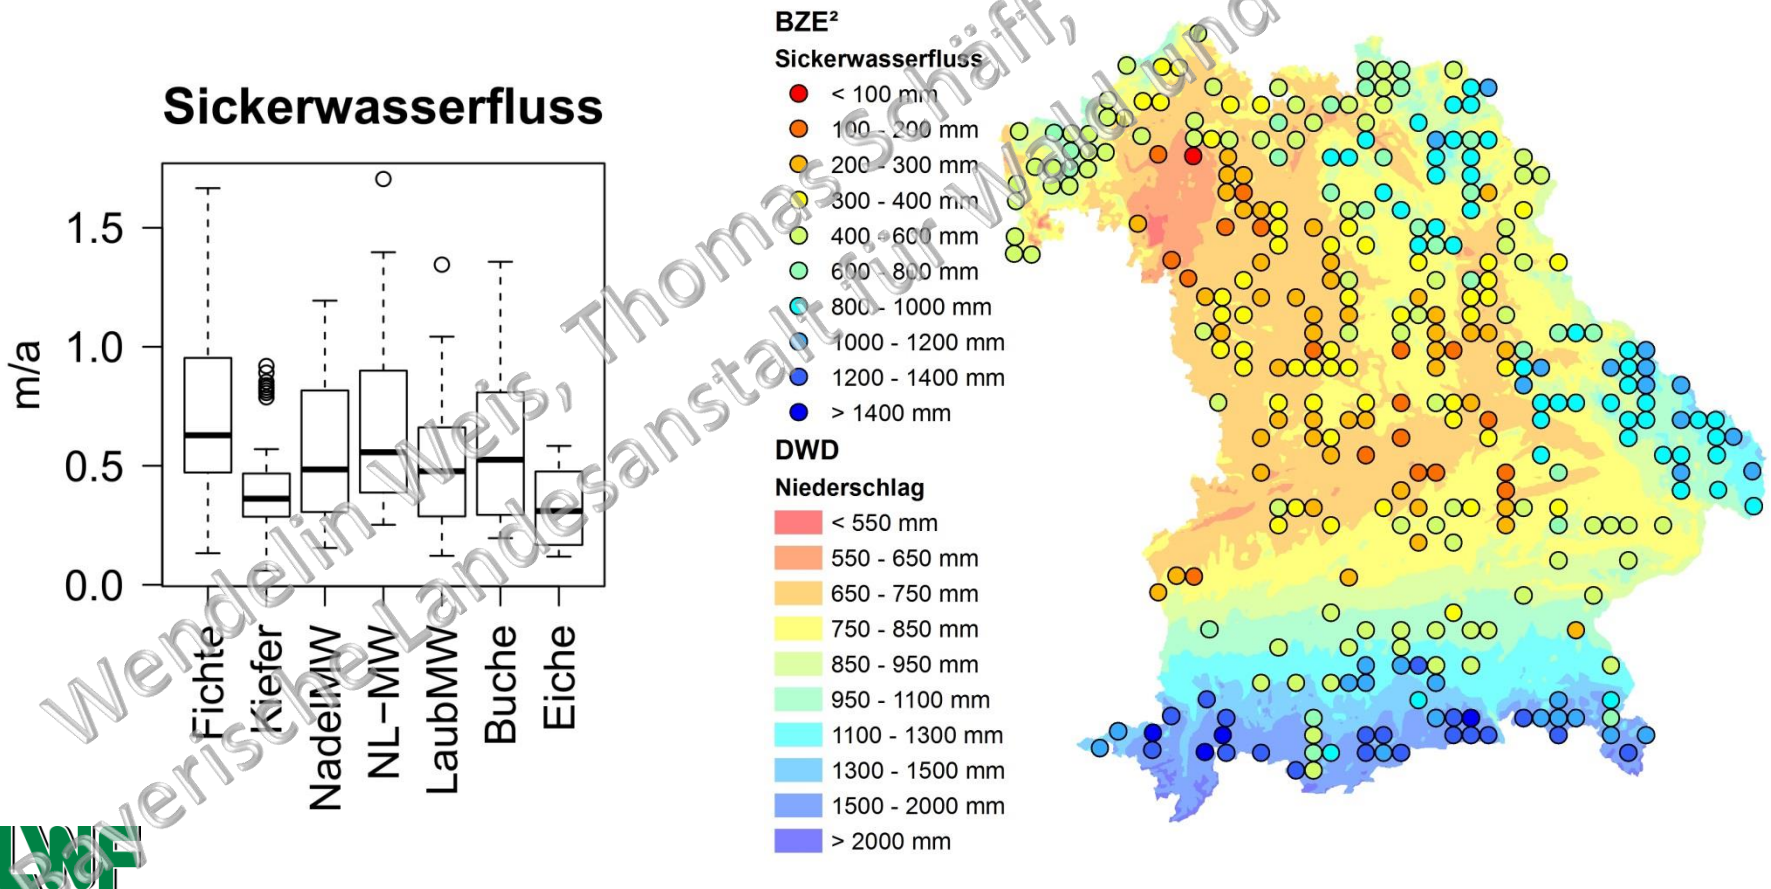 Sickerwasserfluss
m/a
1.5
1.0
0.5
0.0
Fichte
Kiefer
NadelMW
NL-MW
LaubMW
Buche
Eiche
BZE²
Sickerwasserfluss
< 100 mm
100 - 200 mm
200 - 300 mm
300 - 400 mm
400 - 600 mm
600 - 800 mm
800 - 1000 mm
1000 - 1200 mm
1200 - 1400 mm
> 1400 mm
DWD
Niederschlag
< 550 mm
550 - 650 mm
650 - 750 mm
750 - 850 mm
850 - 950 mm
950 - 1100 mm
1100 - 1300 mm
1300 - 1500 mm
1500 - 2000 mm
> 2000 mm
Wendelin Weis, Thomas Schäff,
Bayerische Landesanstalt für Wald und
LWF